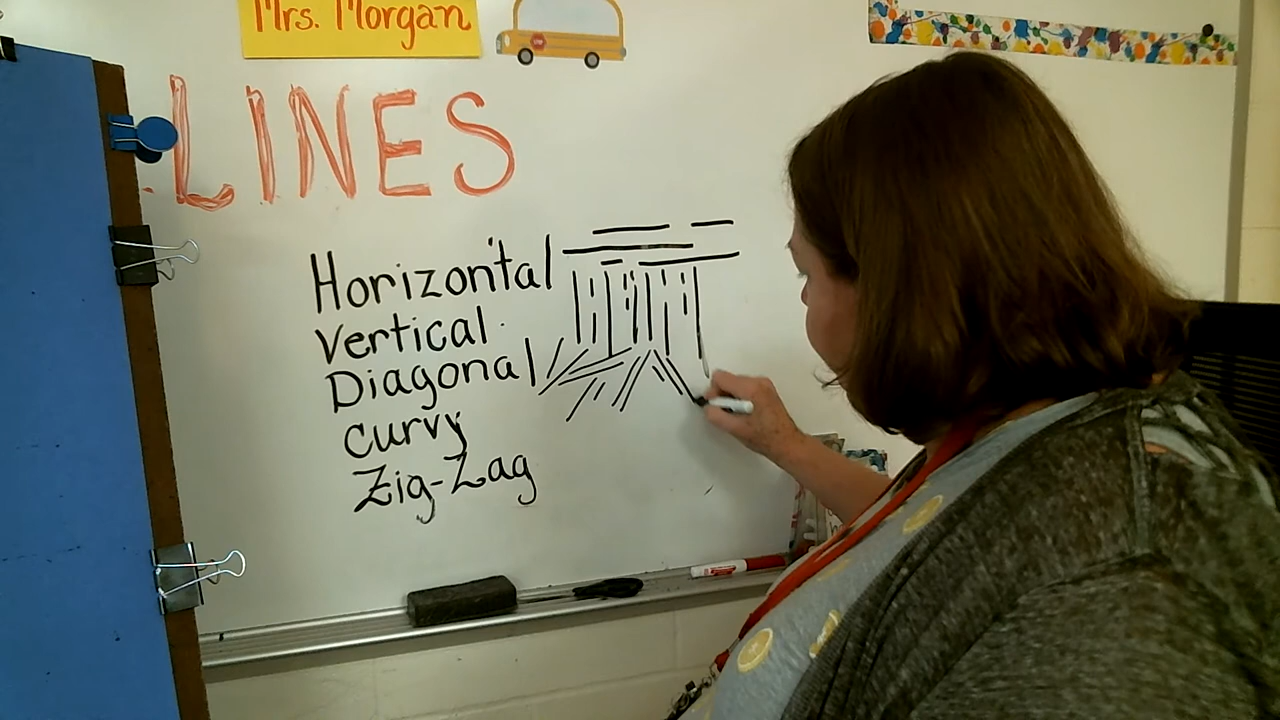 Mrs. Morgan
LINES
Horizontal
Vertical
Diagonal
Curvy
Zig-Zag